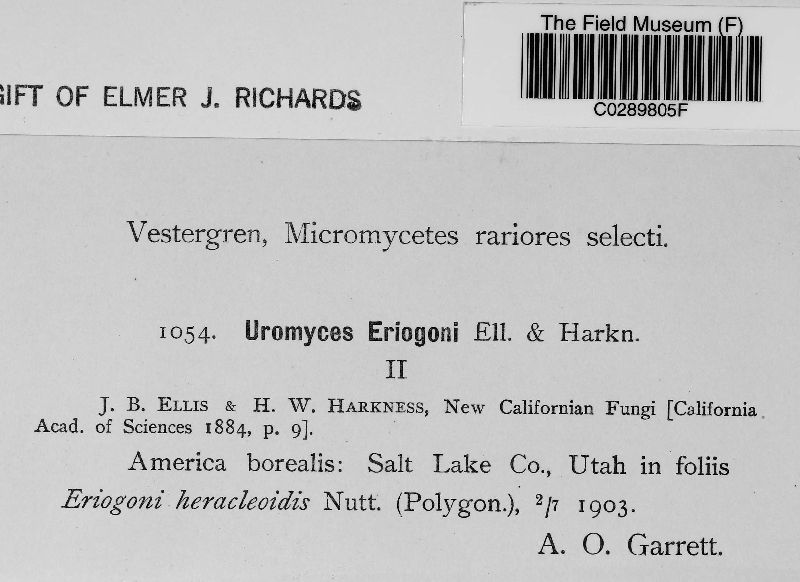 The Field Museum (F)
C0289805F
GIFT OF ELMER J. RICHARDS
Vestergren, Micromycetes rariores selecti.
1054. Uromyces Eriogoni Ell. & Harkn.
II
J. B. ELLIS & H. W. HARKNESS, New Californian Fungi [California
Acad. of Sciences 1884, p. 9].
America borealis: Salt Lake Co., Utah in foliis
Eriogoni heracleoidis Nutt. (Polygon.), 2/7 1903.
A. O. Garrett.